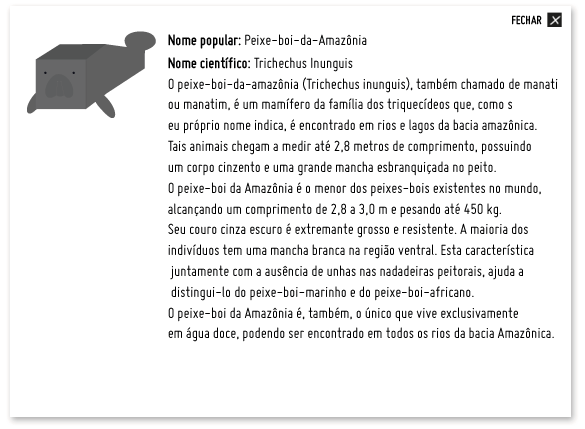 FECHAR X
Nome popular: Peixe-boi-da-Amazônia
Nome científico: Trichechus Inunguis
O peixe-boi-da-amazônia (Trichechus inunguis), também chamado de manati
ou manatim, é um mamífero da família dos triquecídeos que, como s
eu próprio nome indica, é encontrado em rios e lagos da bacia amazônica.
Tais animais chegam a medir até 2,8 metros de comprimento, possuindo
um corpo cinzento e uma grande mancha esbranquiçada no peito.
O peixe-boi da Amazônia é o menor dos peixes-bois existentes no mundo,
alcançando um comprimento de 2,8 a 3,0 m e pesando até 450 kg.
Seu couro cinza escuro é extremante grosso e resistente. A maioria dos
indivíduos tem uma mancha branca na região ventral. Esta característica
juntamente com a ausência de unhas nas nadadeiras peitorais, ajuda a
distingui-lo do peixe-boi-marinho e do peixe-boi-africano.
O peixe-boi da Amazônia é, também, o único que vive exclusivamente
em água doce, podendo ser encontrado em todos os rios da bacia Amazônica.